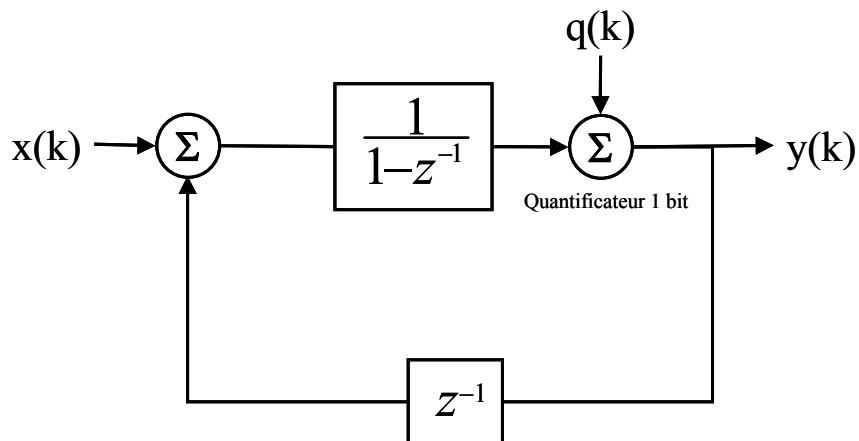 q(k)
x(k)
Σ
1
1−z⁻¹
Σ
y(k)
Quantificateur 1 bit
z⁻¹